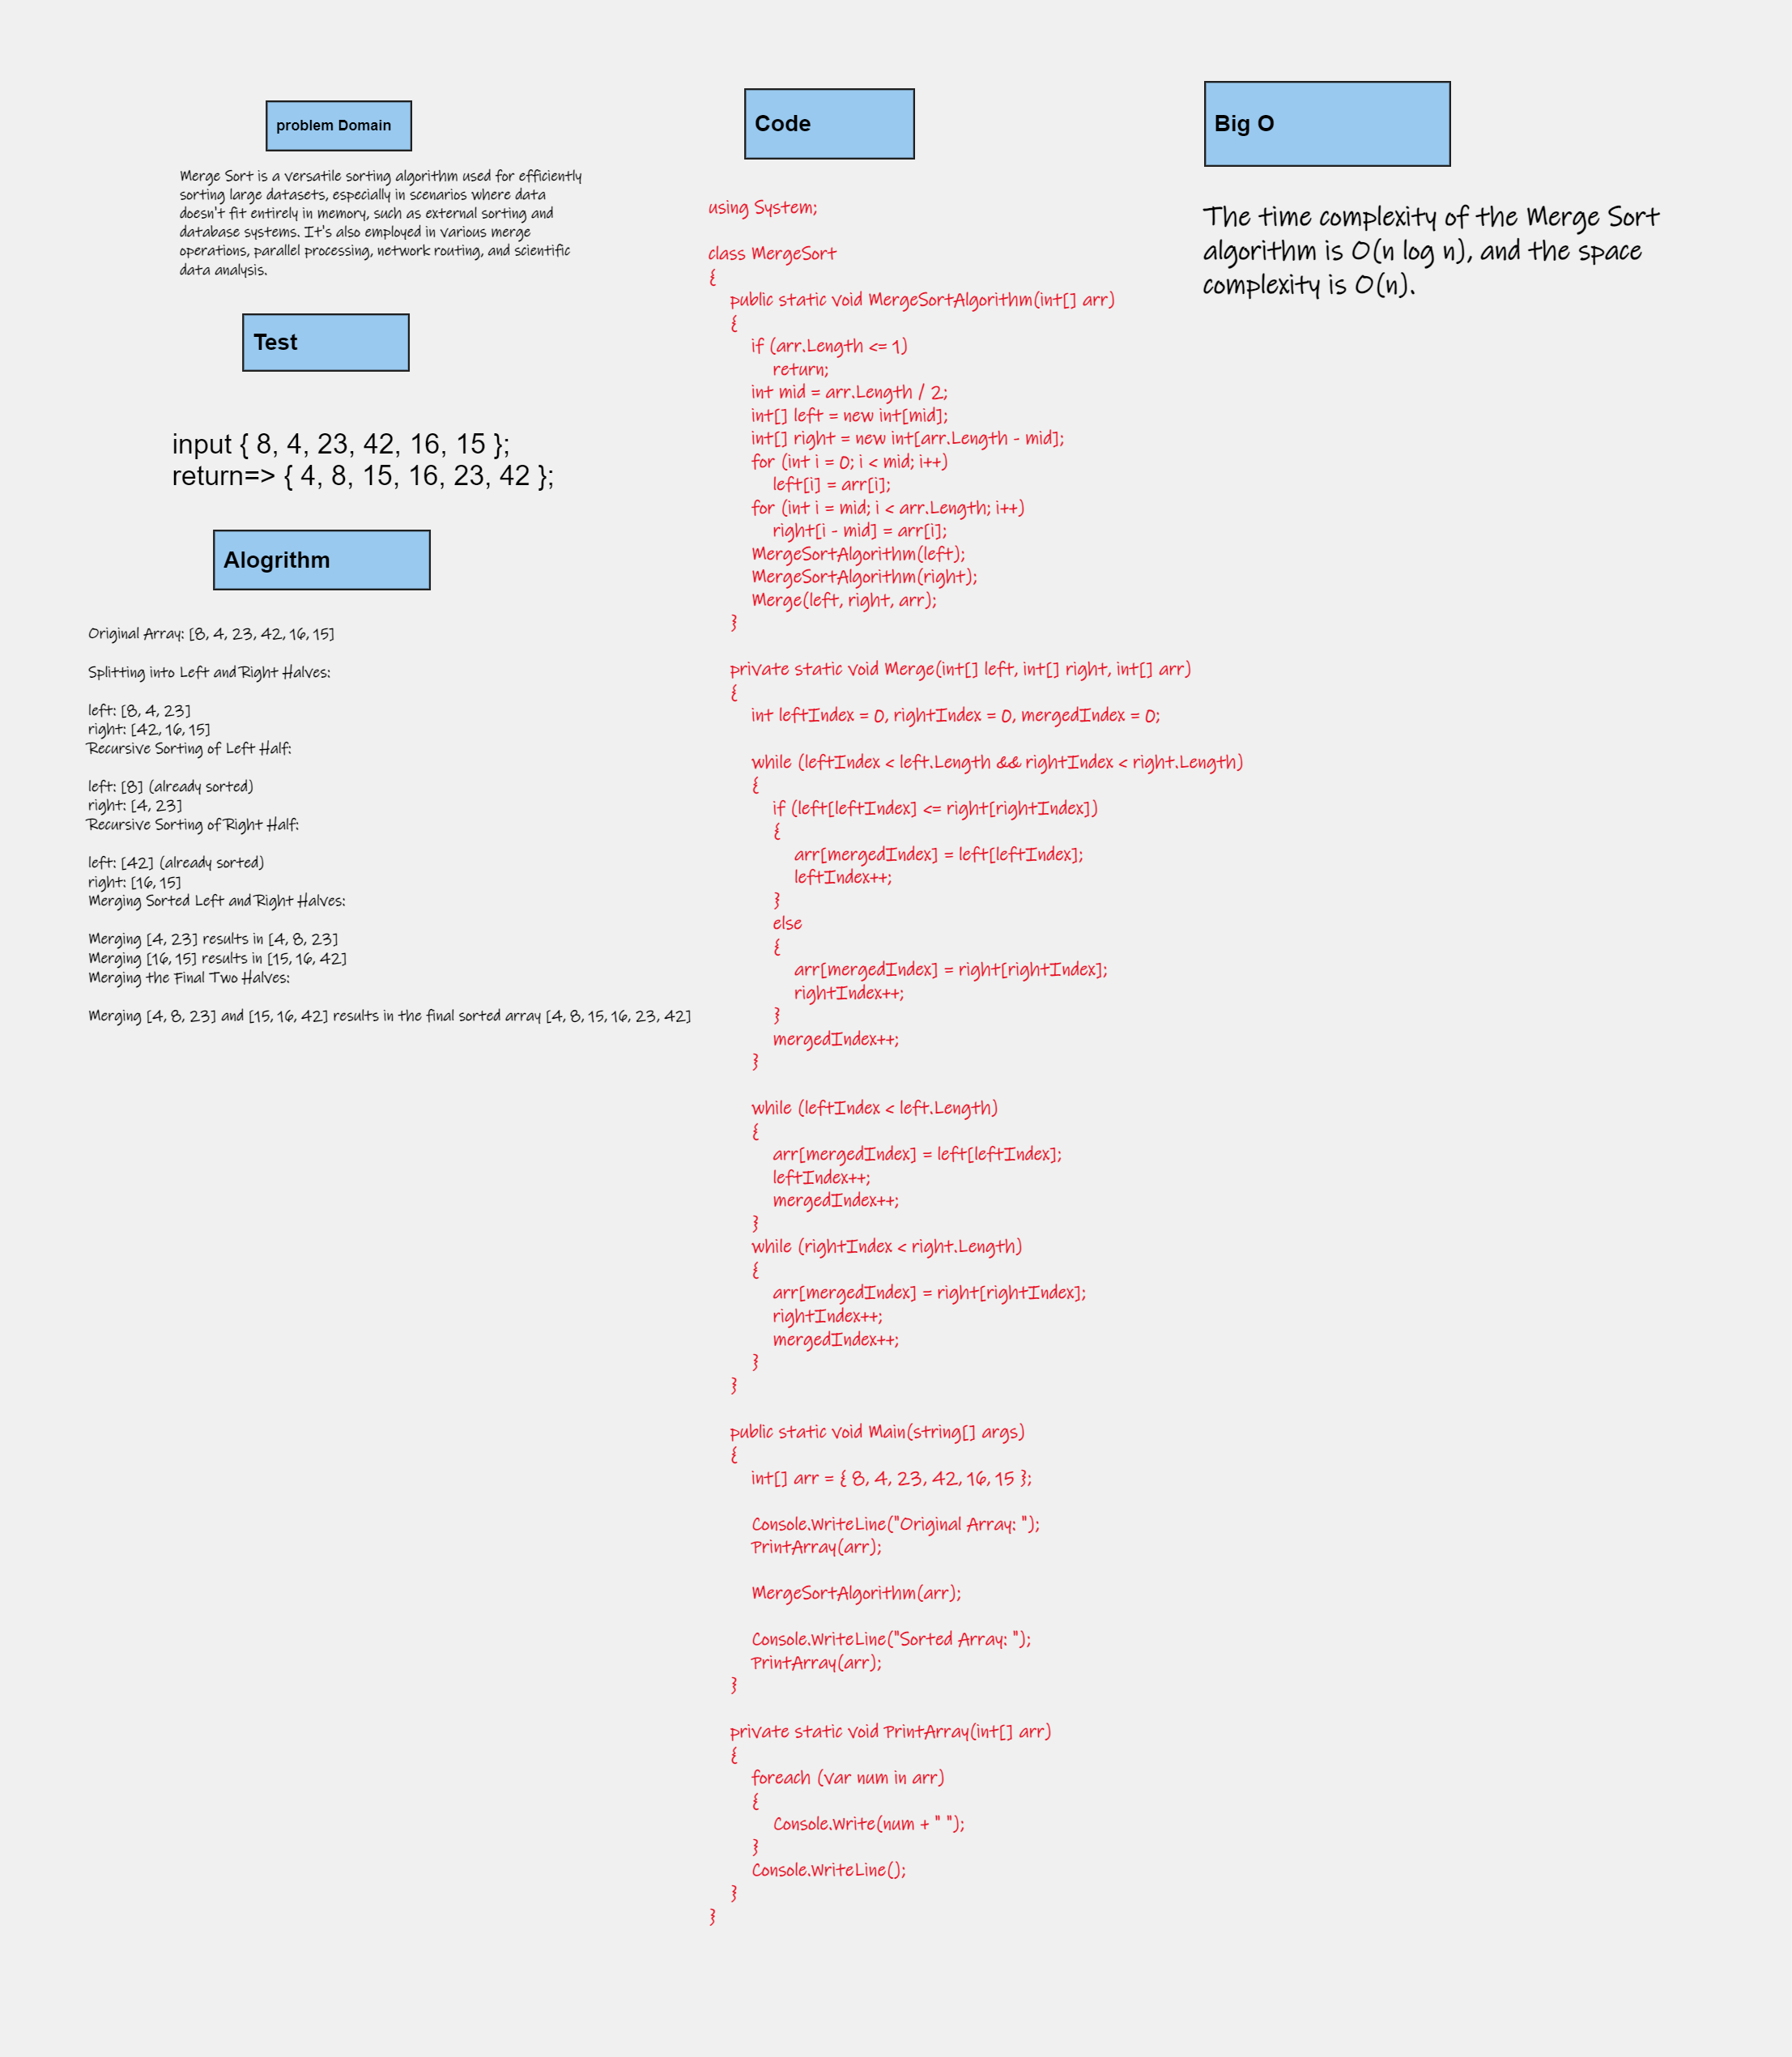 problem Domain
Merge Sort is a versatile sorting algorithm used for efficiently
sorting large datasets, especially in scenarios where data
doesn't fit entirely in memory, such as external sorting and
database systems. It's also employed in various merge
operations, parallel processing, network routing, and scientific
data analysis.
Test
input { 8, 4, 23, 42, 16, 15 };
return=> { 4, 8, 15, 16, 23, 42 };
Alogrithm
Original Array: [8, 4, 23, 42, 16, 15]
Splitting into Left and Right Halves:
left: [8, 4, 23]
right: [42, 16, 15]
Recursive Sorting of Left Half:
left: [8] (already sorted)
right: [4, 23]
Recursive Sorting of Right Half:
left: [42] (already sorted)
right: [16, 15]
Merging Sorted Left and Right Halves:
Merging [4, 23] results in [4, 8, 23]
Merging [16, 15] results in [15, 16, 42]
Merging the Final Two Halves:
Merging [4, 8, 23] and [15, 16, 42] results in the final sorted array [4, 8, 15, 16, 23, 42]
Code
using System;
class MergeSort
{
public static void MergeSortAlgorithm(int[] arr)
{
if (arr.Length <= 1)
return;
int mid = arr.Length / 2;
int[] left = new int[mid];
int[] right = new int[arr.Length - mid];
for (int i = 0; i < mid; i++)
left[i] = arr[i];
for (int i = mid; i < arr.Length; i++)
right[i - mid] = arr[i];
MergeSortAlgorithm(left);
MergeSortAlgorithm(right);
Merge(left, right, arr);
}
private static void Merge(int[] left, int[] right, int[] arr)
{
int leftIndex = 0, rightIndex = 0, mergedIndex = 0;
while (leftIndex < left.Length && rightIndex < right.Length)
{
if (left[leftIndex] <= right[rightIndex])
{
arr[mergedIndex] = left[leftIndex];
leftIndex++;
}
else
{
arr[mergedIndex] = right[rightIndex];
rightIndex++;
}
mergedIndex++;
}
while (leftIndex < left.Length)
{
arr[mergedIndex] = left[leftIndex];
leftIndex++;
mergedIndex++;
}
while (rightIndex < right.Length)
{
arr[mergedIndex] = right[rightIndex];
rightIndex++;
mergedIndex++;
}
}
public static void Main(string[] args)
{
int[] arr = { 8, 4, 23, 42, 16, 15 };
Console.WriteLine("Original Array: ");
PrintArray(arr);
MergeSortAlgorithm(arr);
Console.WriteLine("Sorted Array: ");
PrintArray(arr);
}
private static void PrintArray(int[] arr)
{
foreach (var num in arr)
{
Console.Write(num + " ");
}
Console.WriteLine();
}
}
Big O
The time complexity of the Merge Sort
algorithm is O(n log n), and the space
complexity is O(n).